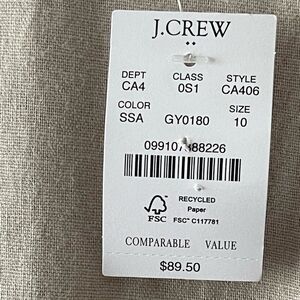 J.CREW
DEPT CLASS STYLE
CA4 0S1 CA406
COLOR SIZE
SSA GY0180 10
FSC
RECYCLED
Paper
FSC™ C117781
COMPARABLE VALUE
$89.50